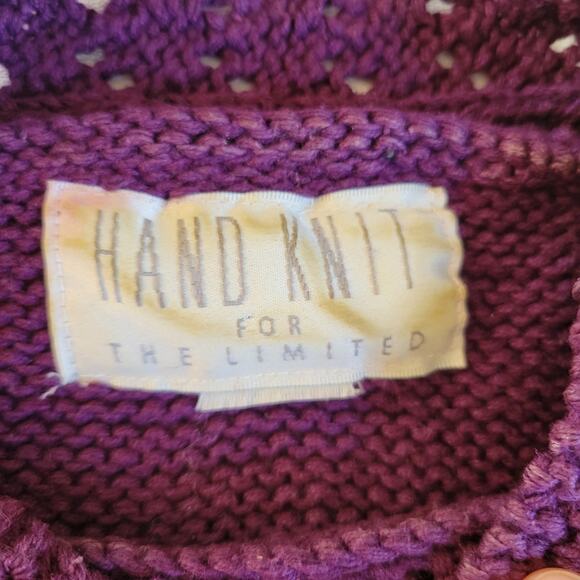 HAND KNIT
FOR
THE LIMITED